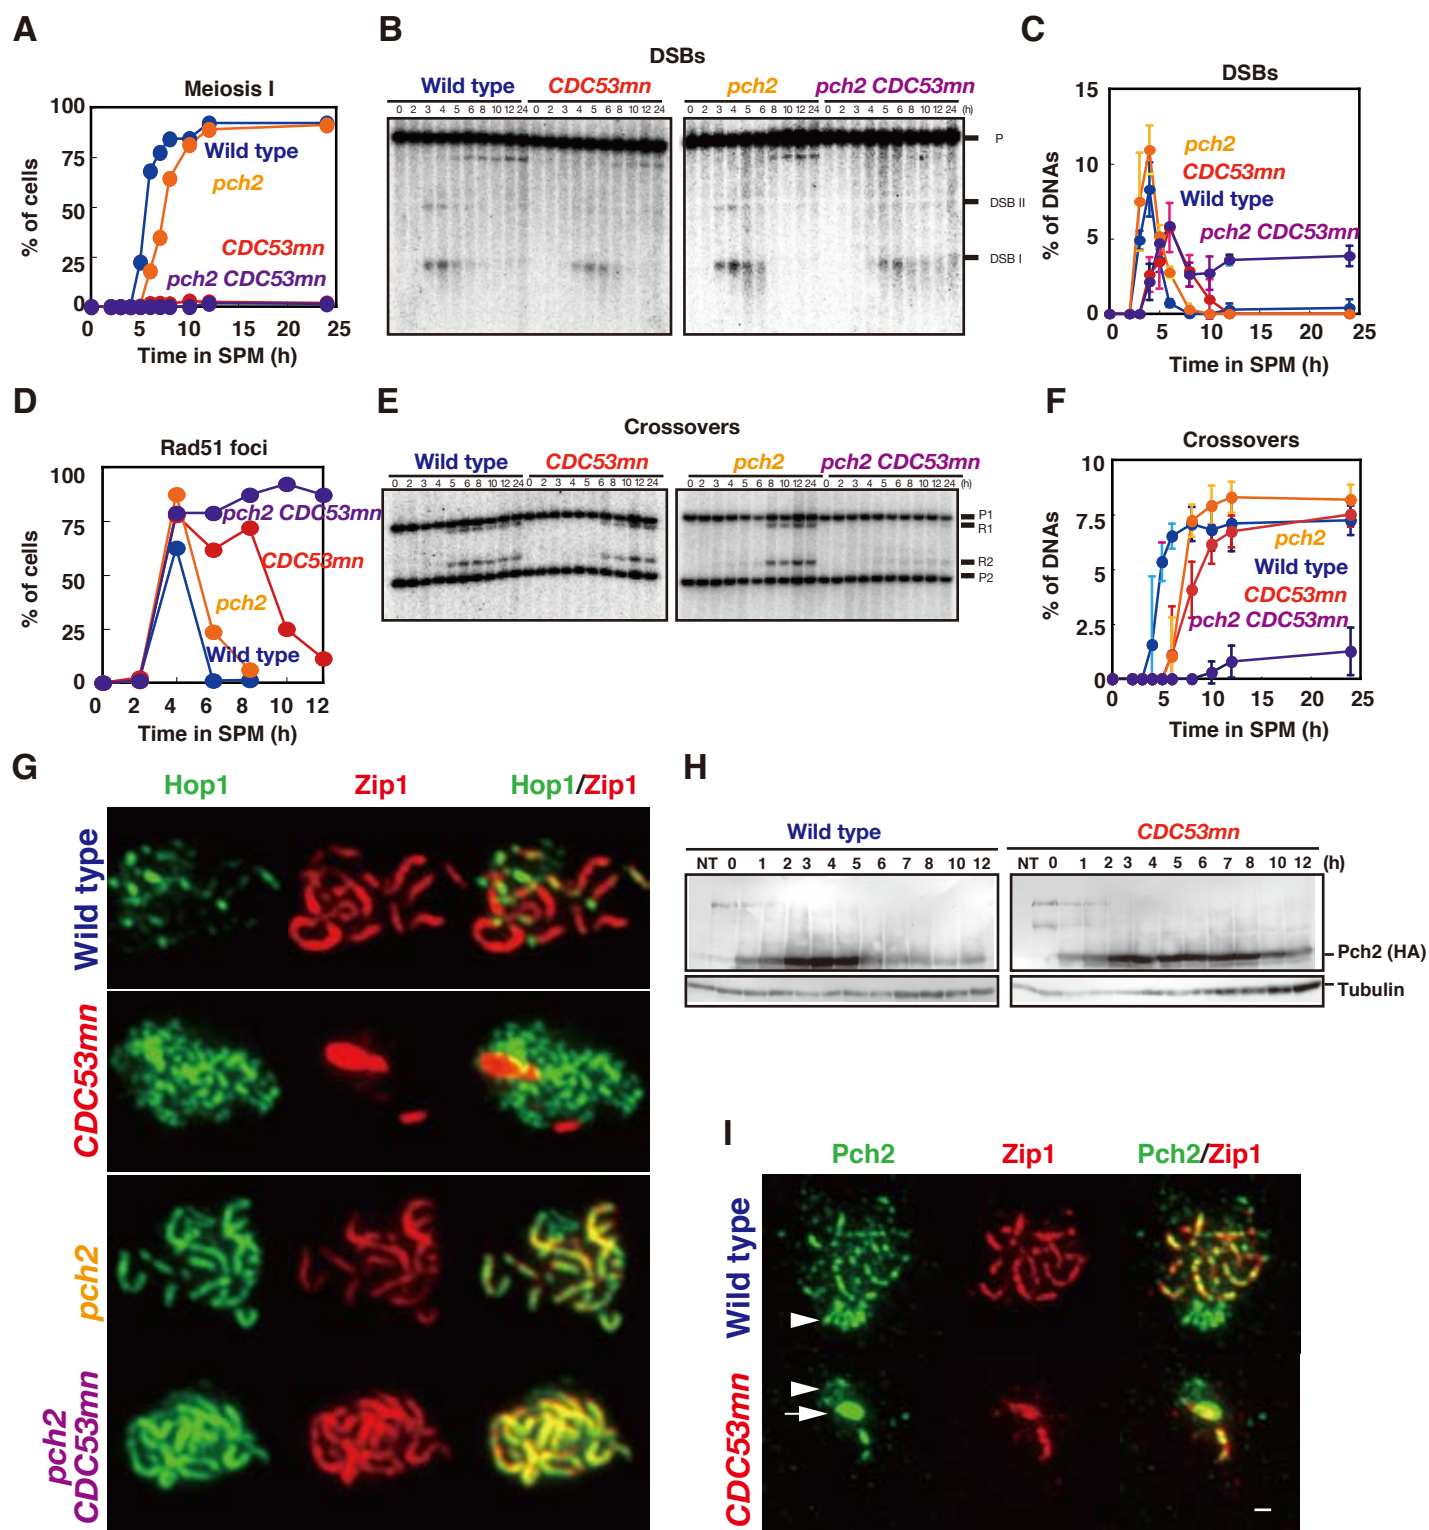 A
Meiosis I
100
75
50
25
0
% of cells
Wild type
pch2
CDC53mn
pch2 CDC53mn
0 5 10 15 20 25
Time in SPM (h)
B
DSBs
Wild type CDC53mn pch2 pch2 CDC53mn
0 2 3 4 5 6 8 10 12 24 0 2 3 4 5 6 8 10 12 24 0 2 3 4 5 6 8 10 12 24 0 2 3 4 5 6 8 10 12 24 (h)
P
DSB II
DSB I
C
DSBs
15
10
5
0
% of DNAs
pch2
CDC53mn
Wild type
pch2 CDC53mn
0 5 10 15 20 25
Time in SPM (h)
D
Rad51 foci
100
75
50
25
0
% of cells
pch2 CDC53mn
CDC53mn
pch2
Wild type
0 2 4 6 8 10 12
Time in SPM (h)
E
Crossovers
Wild type CDC53mn pch2 pch2 CDC53mn
0 2 3 4 5 6 8 10 12 24 0 2 3 4 5 6 8 10 12 24 0 2 3 4 5 6 8 10 12 24 0 2 3 4 5 6 8 10 12 24 (h)
P1
R1
R2
P2
F
Crossovers
10
7.5
5
2.5
0
% of DNAs
pch2
Wild type
CDC53mn
pch2 CDC53mn
0 5 10 15 20 25
Time in SPM (h)
G
Hop1 Zip1 Hop1/Zip1
Wild type
CDC53mn
pch2
pch2
CDC53mn
H
Wild type CDC53mn
NT 0 1 2 3 4 5 6 7 8 10 12 NT 0 1 2 3 4 5 6 7 8 10 12 (h)
Pch2 (HA)
Tubulin
I
Pch2 Zip1 Pch2/Zip1
Wild type
CDC53mn